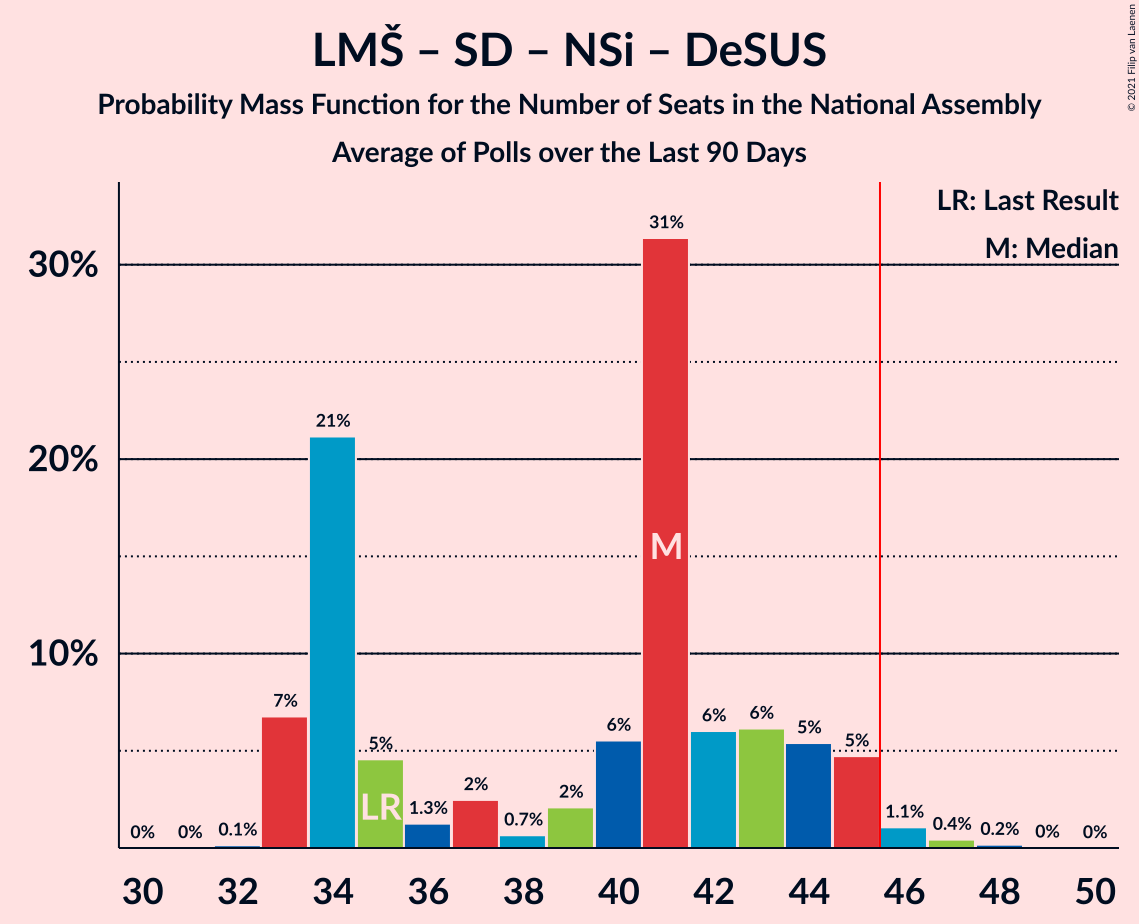 LMŠ – SD – NSi – DeSUS
Probability Mass Function for the Number of Seats in the National Assembly
Average of Polls over the Last 90 Days
© 2021 Filip van Laenen
LR: Last Result
M: Median
30%
20%
10%
0%
0%
0.1%
7%
21%
5%
1.3%
2%
0.7%
2%
6%
31%
6%
6%
5%
5%
1.1%
0.4%
0.2%
0%
0%
LR
M
30 32 34 36 38 40 42 44 46 48 50